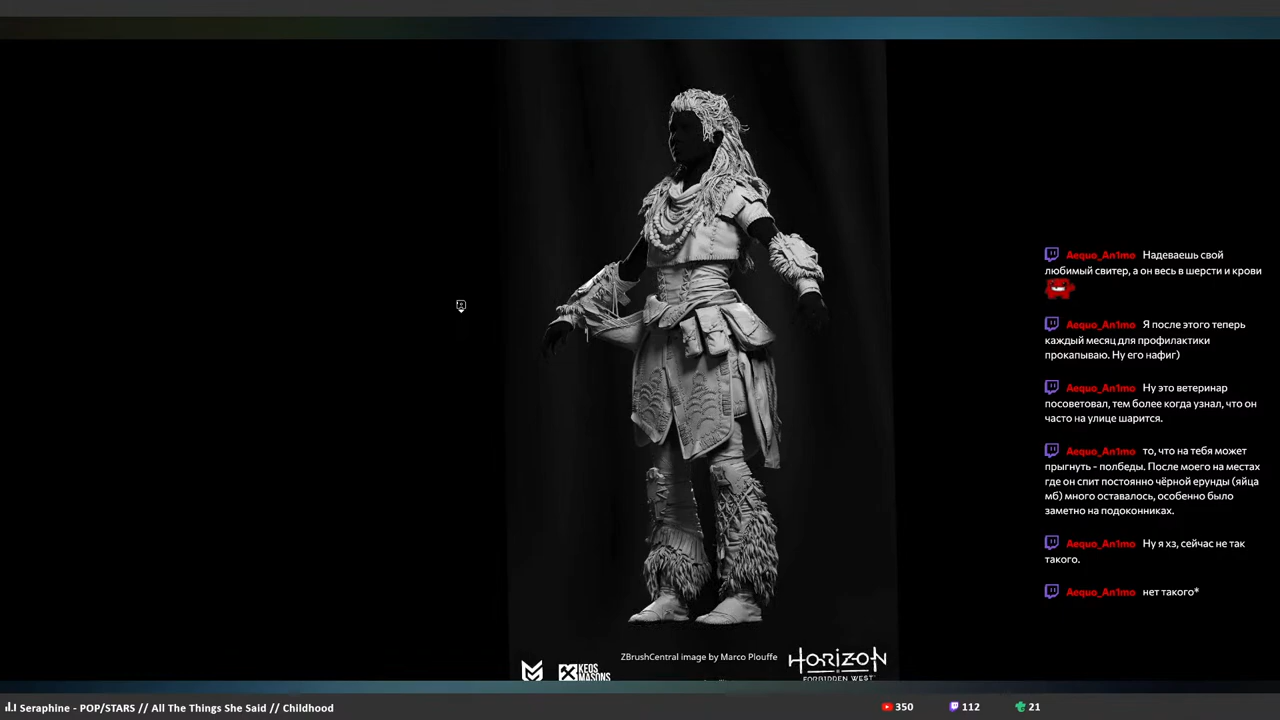 Aequo_An1mo Надеваешь свой
любимый свитер, а он весь в шерсти и крови
Aequo_An1mo Я после этого теперь
каждый месяц для профилактики
прокапываю. Ну его нафиг)
Aequo_An1mo Ну это ветеринар
посоветовал, тем более когда узнал, что он
часто на улице шарится.
Aequo_An1mo то, что на тебя может
прыгнуть - полбеды. После моего на местах
где он спит постоянно чёрной ерунды (яйца
мб) много оставалось, особенно было
заметно на подоконниках.
Aequo_An1mo Ну я хз, сейчас не так
такого.
Aequo_An1mo нет такого*
ZBrushCentral image by Marco Plouffe
KEOS
MASONS
HORIZON
FORBIDDEN WEST
Seraphine - POP/STARS // All The Things She Said // Childhood
350
112
21